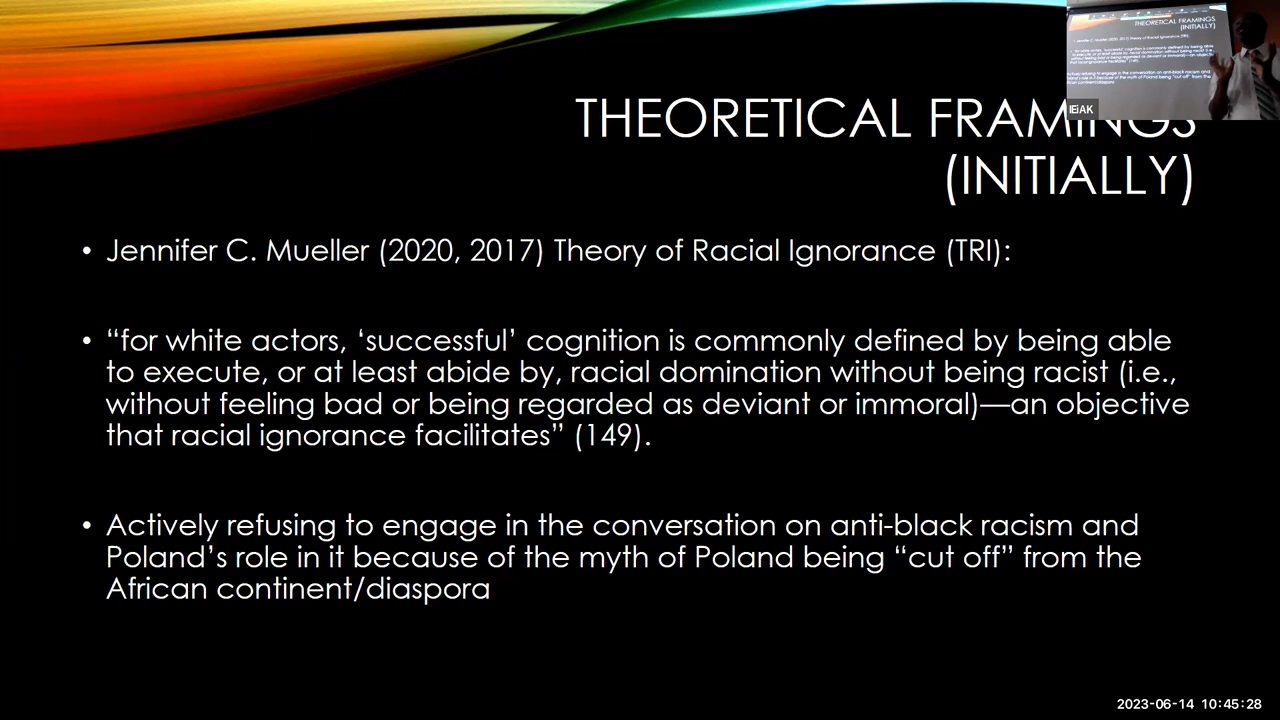 THEORETICAL FRAMINGS
(INITIALLY)
IEiAK
THEORETICAL FRAMINGS
(INITIALLY)
• Jennifer C. Mueller (2020, 2017) Theory of Racial Ignorance (TRI):
• “for white actors, ‘successful’ cognition is commonly defined by being able
to execute, or at least abide by, racial domination without being racist (i.e.,
without feeling bad or being regarded as deviant or immoral)—an objective
that racial ignorance facilitates” (149).
• Actively refusing to engage in the conversation on anti-black racism and
Poland’s role in it because of the myth of Poland being “cut off” from the
African continent/diaspora
2023-06-14 10:45:28